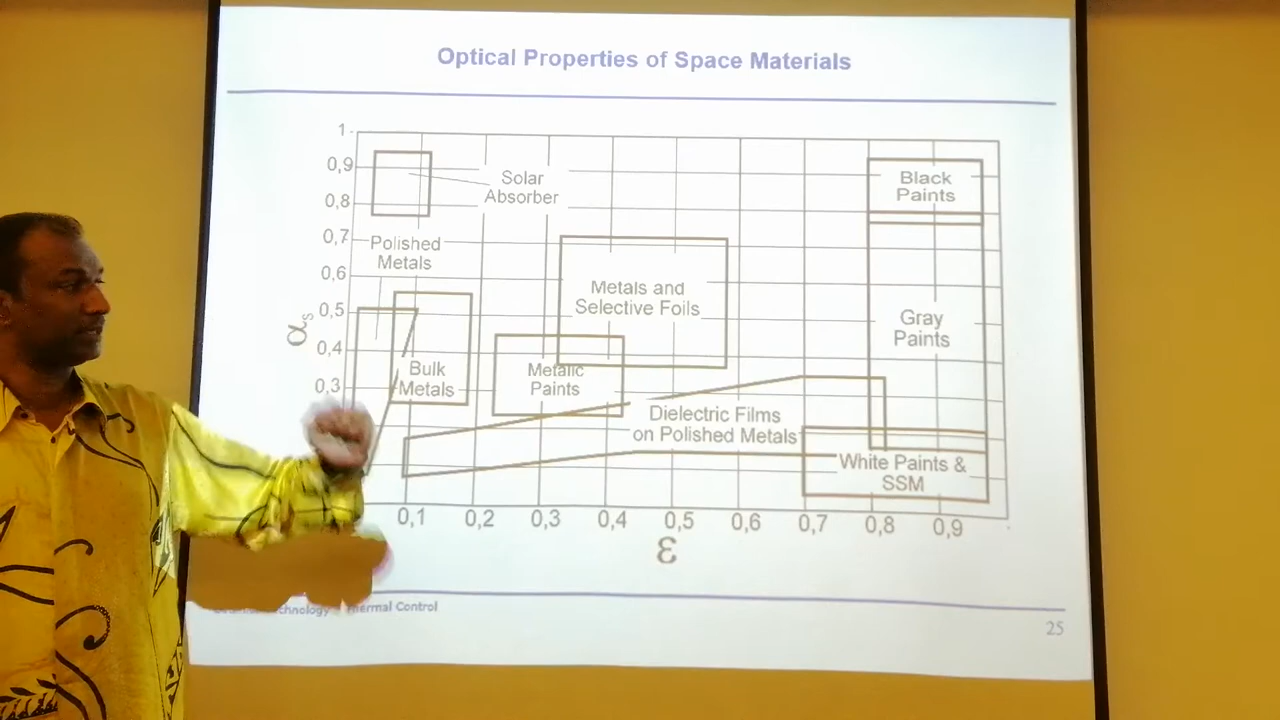 Optical Properties of Space Materials
1
0,9
0,8
0,7
0,6
0,5
0,4
0,3
αs
Solar
Absorber
Black
Paints
Polished
Metals
Metals and
Selective Foils
Gray
Paints
Bulk
Metals
Metalic
Paints
Dielectric Films
on Polished Metals
White Paints &
SSM
0,1 0,2 0,3 0,4 0,5 0,6 0,7 0,8 0,9
ε
Thermal Control
25